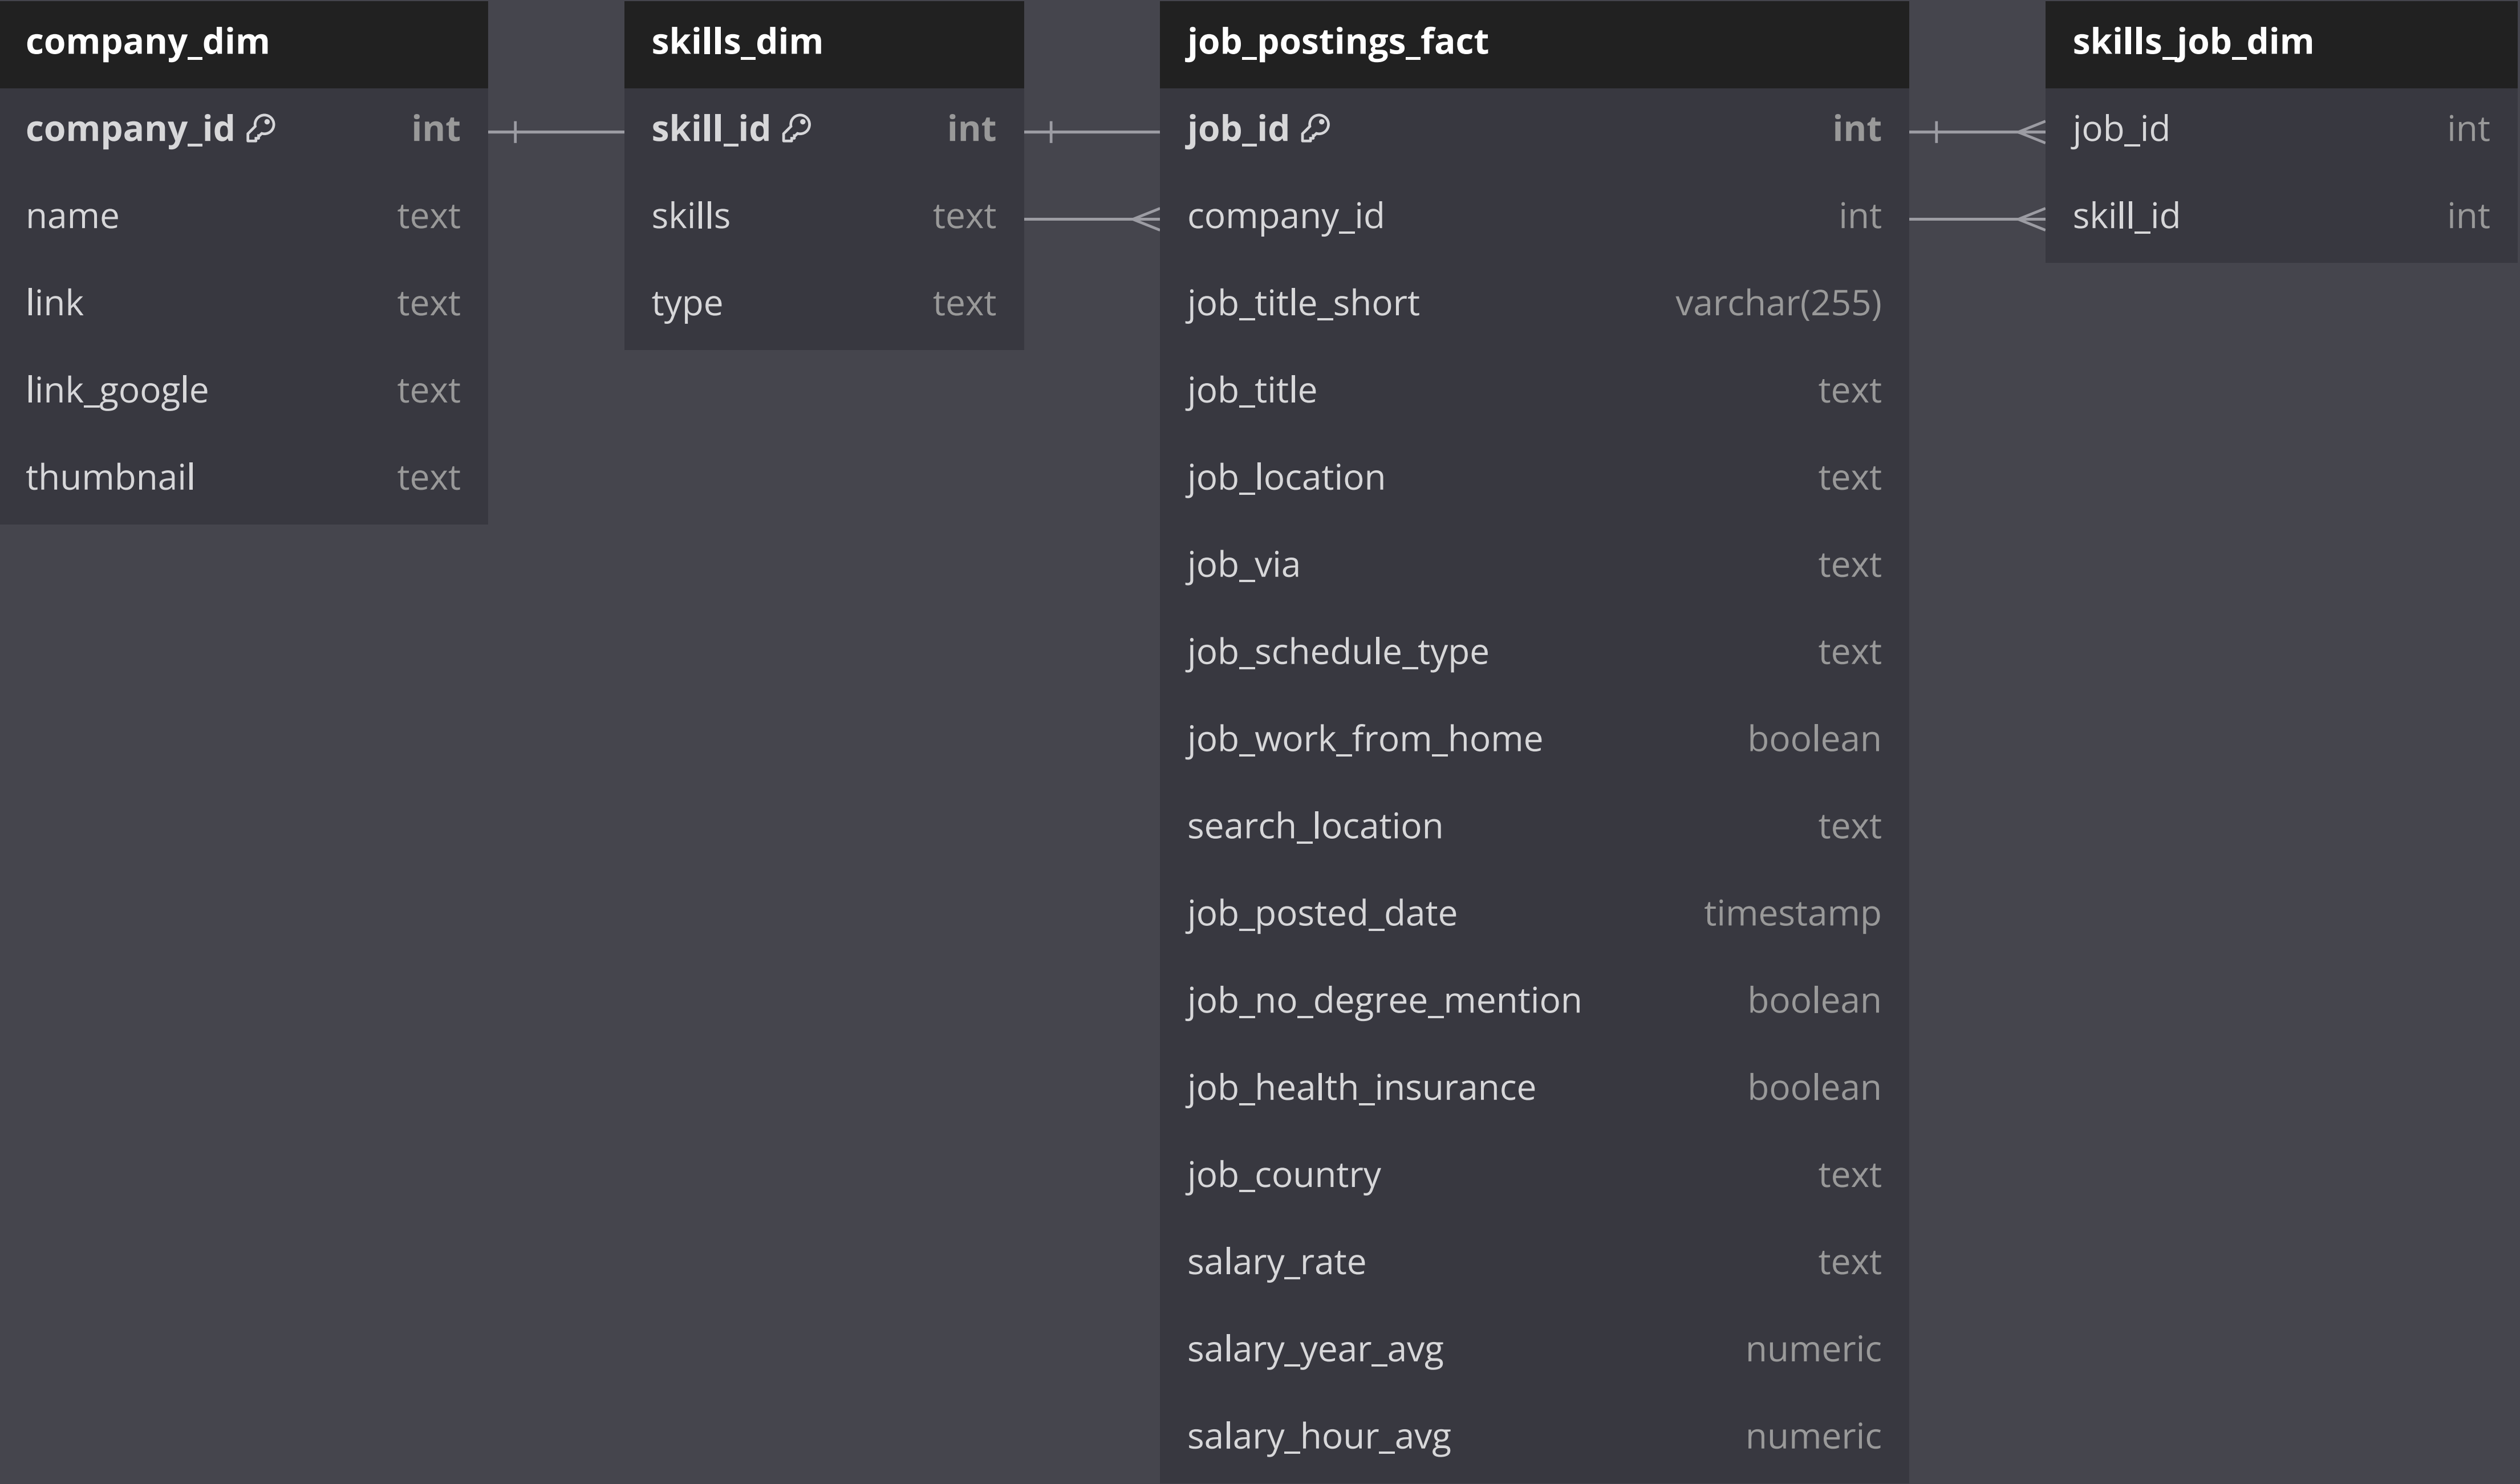 company_dim
company_id int
name text
link text
link_google text
thumbnail text
skills_dim
skill_id int
skills text
type text
job_postings_fact
job_id int
company_id int
job_title_short varchar(255)
job_title text
job_location text
job_via text
job_schedule_type text
job_work_from_home boolean
search_location text
job_posted_date timestamp
job_no_degree_mention boolean
job_health_insurance boolean
job_country text
salary_rate text
salary_year_avg numeric
salary_hour_avg numeric
skills_job_dim
job_id int
skill_id int